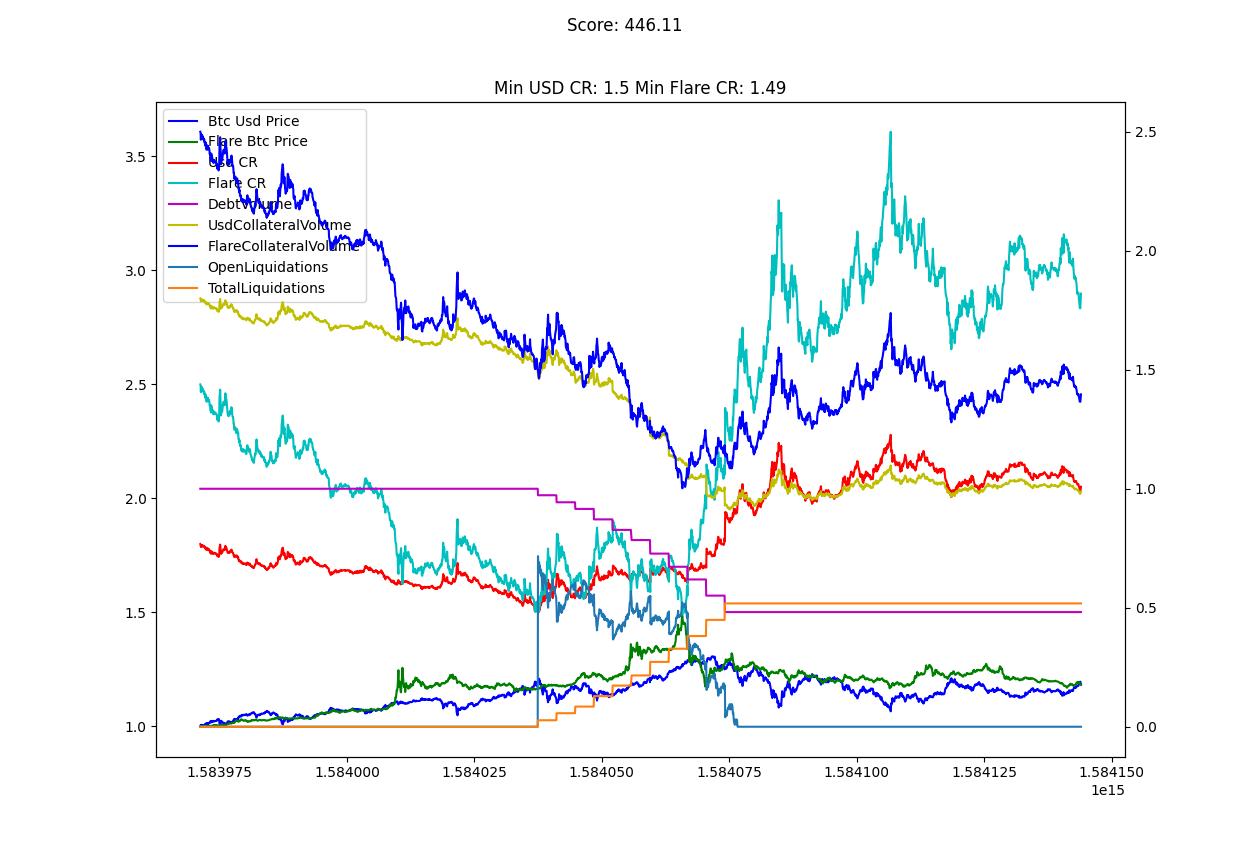 Score: 446.11
Min USD CR: 1.5 Min Flare CR: 1.49
Btc Usd Price
Flare Btc Price
Usd CR
Flare CR
DebtVolume
UsdCollateralVolume
FlareCollateralVolume
OpenLiquidations
TotalLiquidations
3.5
3.0
2.5
2.0
1.5
1.0
2.5
2.0
1.5
1.0
0.5
0.0
1.583975
1.584000
1.584025
1.584050
1.584075
1.584100
1.584125
1.584150
1e15